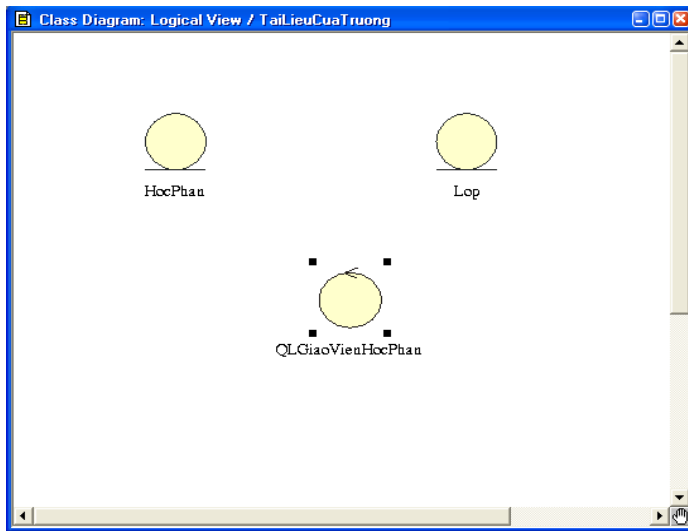 Class Diagram: Logical View / TaiLieuCuaTruong
HocPhan
Lop
QLGiaoVienHocPhan